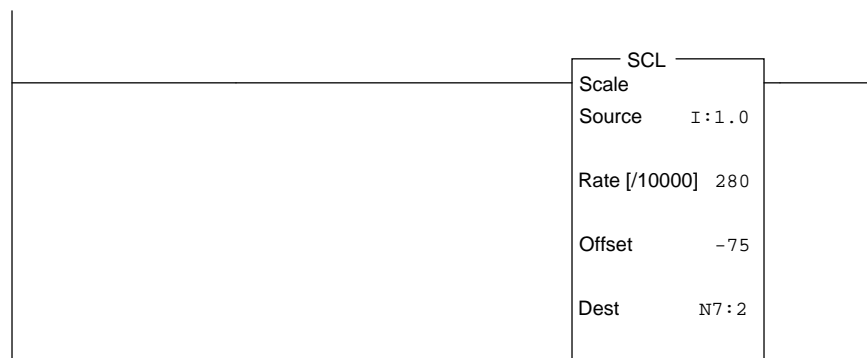 SCL
Scale
Source I:1.0
Rate [/10000] 280
Offset -75
Dest N7:2